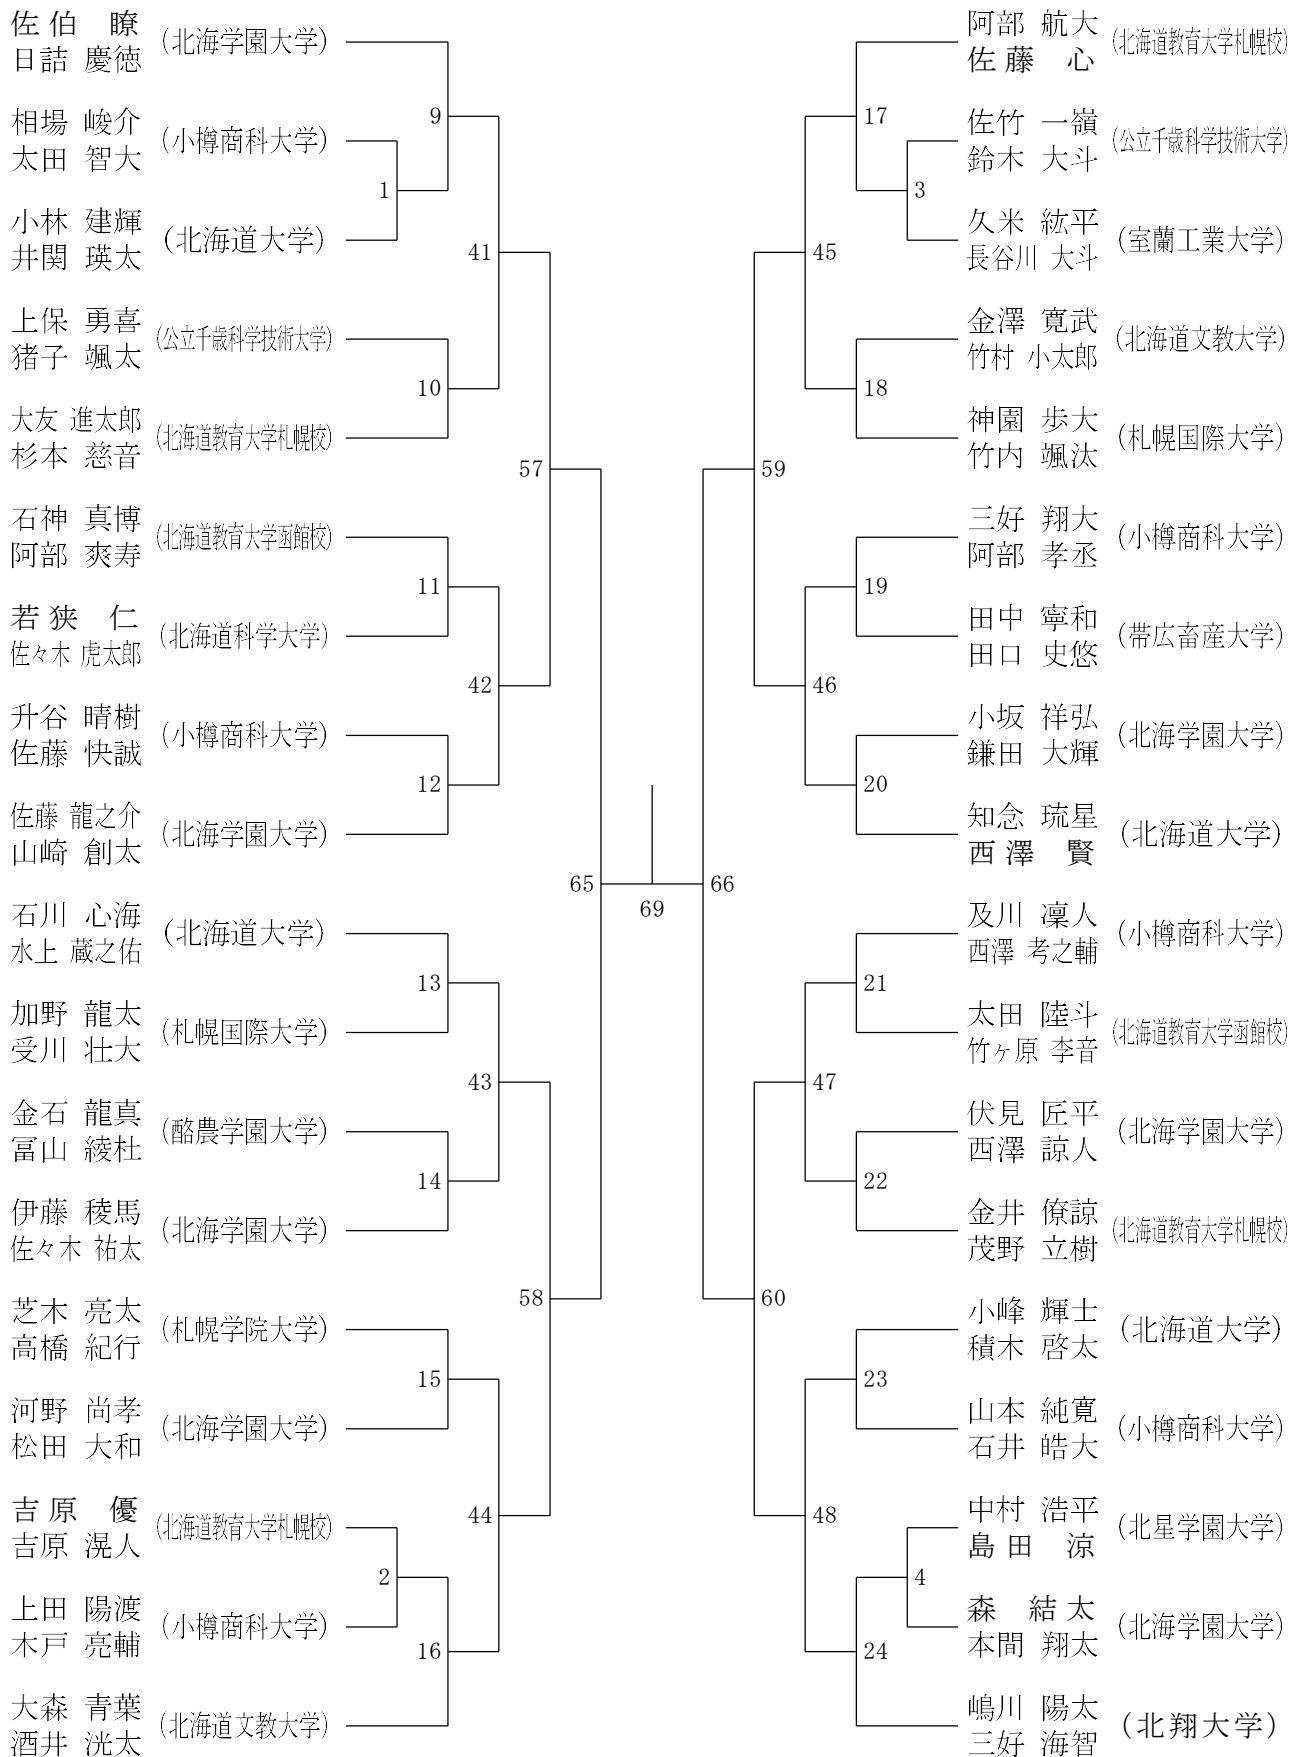 佐伯 瞭
日詰 慶徳
(北海学園大学)
相場 峻介
太田 智大
(小樽商科大学)
小林 建輝
井関 瑛太
(北海道大学)
上保 勇喜
猪子 颯太
(公立千歳科学技術大学)
大友 進太郎
杉本 慈音
(北海道教育大学札幌校)
石神 真博
阿部 爽寿
(北海道教育大学函館校)
若狭 仁
佐々木 虎太郎
(北海道科学大学)
升谷 晴樹
佐藤 快誠
(小樽商科大学)
佐藤 龍之介
山崎 創太
(北海学園大学)
石川 心海
水上 蔵之佑
(北海道大学)
加野 龍太
受川 壮大
(札幌国際大学)
金石 龍真
冨山 綾杜
(酪農学園大学)
伊藤 稜馬
佐々木 祐太
(北海学園大学)
芝木 亮太
高橋 紀行
(札幌学院大学)
河野 尚孝
松田 大和
(北海学園大学)
吉原 優
吉原 滉人
(北海道教育大学札幌校)
上田 陽渡
木戸 亮輔
(小樽商科大学)
大森 青葉
酒井 洸太
(北海道文教大学)
1
2
9
10
11
12
13
14
15
16
41
42
43
44
57
58
65
69
66
59
60
45
46
47
48
17
18
19
20
21
22
23
24
3
4
阿部 航大
佐藤 心
(北海道教育大学札幌校)
佐竹 一嶺
鈴木 大斗
(公立千歳科学技術大学)
久米 紘平
長谷川 大斗
(室蘭工業大学)
金澤 寛武
竹村 小太郎
(北海道文教大学)
神園 歩大
竹内 颯汰
(札幌国際大学)
三好 翔大
阿部 孝丞
(小樽商科大学)
田中 寧和
田口 史悠
(帯広畜産大学)
小坂 祥弘
鎌田 大輝
(北海学園大学)
知念 琉星
西澤 賢
(北海道大学)
及川 凜人
西澤 考之輔
(小樽商科大学)
太田 陸斗
竹ヶ原 李音
(北海道教育大学函館校)
伏見 匠平
西澤 諒人
(北海学園大学)
金井 僚諒
茂野 立樹
(北海道教育大学札幌校)
小峰 輝士
積木 啓太
(北海道大学)
山本 純寛
石井 皓大
(小樽商科大学)
中村 浩平
島田 涼
(北星学園大学)
森 結太
本間 翔太
(北海学園大学)
嶋川 陽太
三好 海智
(北翔大学)